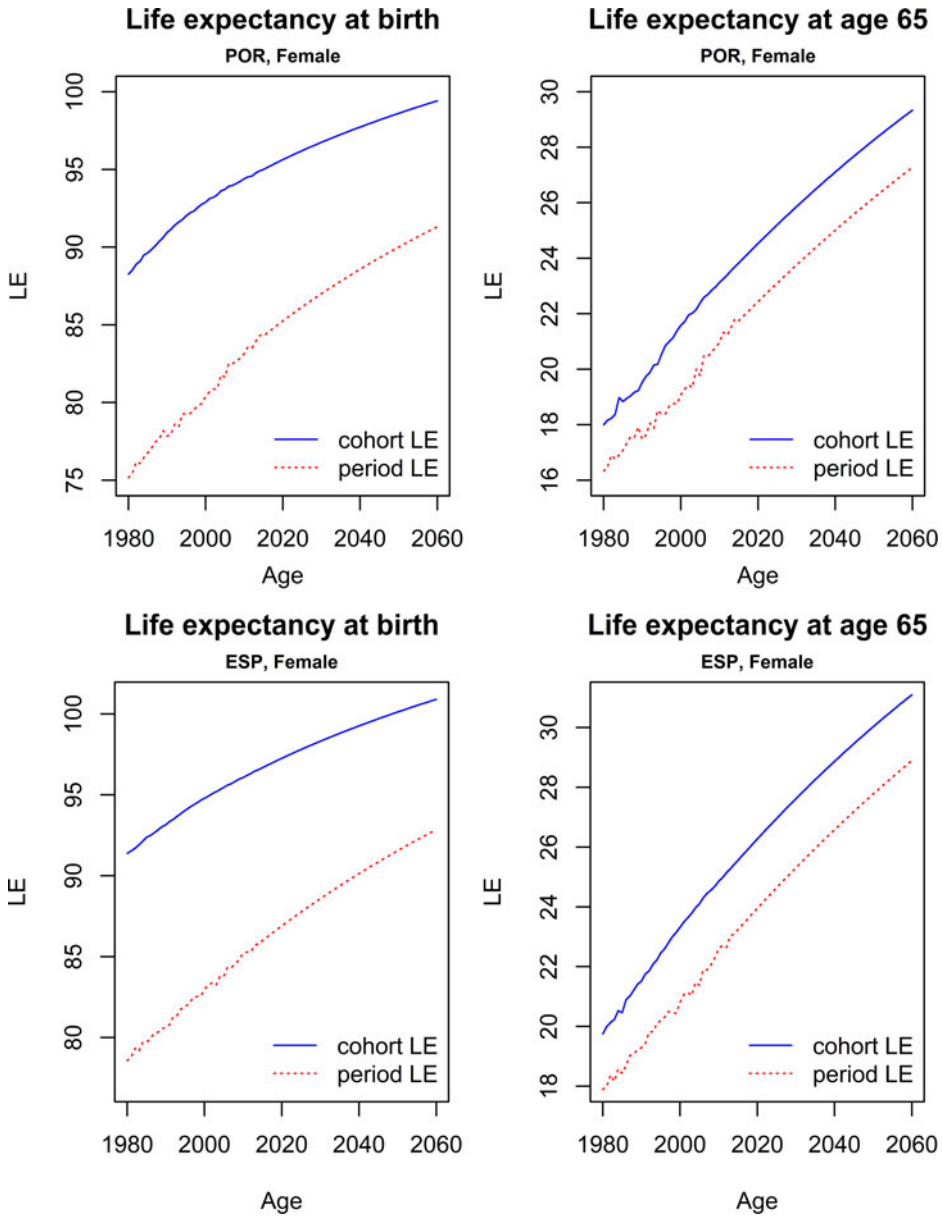 Life expectancy at birth
POR, Female
LE
100
95
90
85
80
75
cohort LE
period LE
1980 2000 2020 2040 2060
Age
Life expectancy at age 65
POR, Female
LE
30
28
26
24
22
20
18
16
cohort LE
period LE
1980 2000 2020 2040 2060
Age
Life expectancy at birth
ESP, Female
LE
100
95
90
85
80
cohort LE
period LE
1980 2000 2020 2040 2060
Age
Life expectancy at age 65
ESP, Female
LE
30
28
26
24
22
20
18
cohort LE
period LE
1980 2000 2020 2040 2060
Age